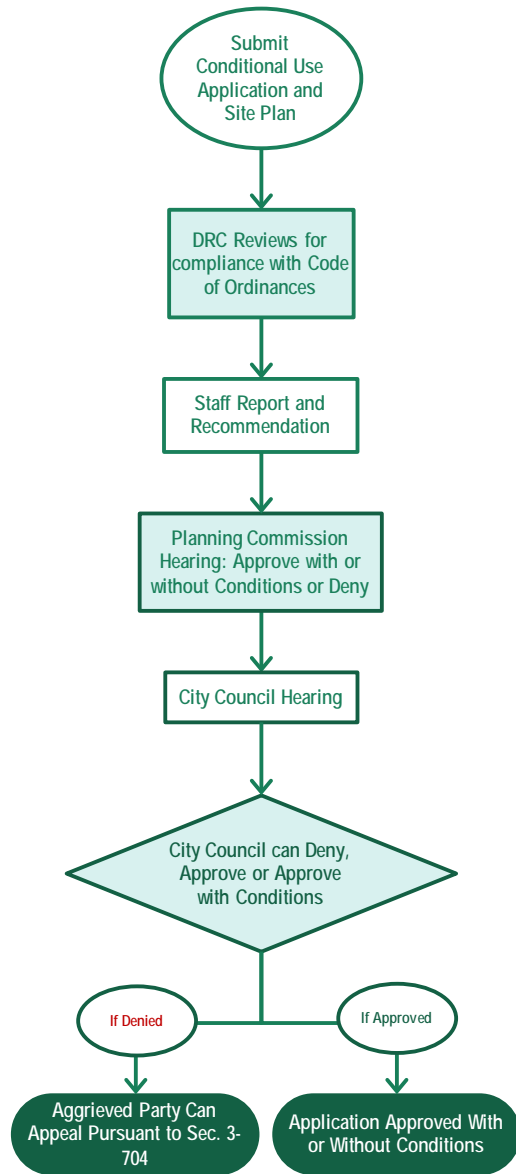 Submit
Conditional Use
Application and
Site Plan
DRC Reviews for
compliance with Code
of Ordinances
Staff Report and
Recommendation
Planning Commission
Hearing: Approve with or
without Conditions or Deny
City Council Hearing
City Council can Deny,
Approve or Approve
with Conditions
If Denied
If Approved
Aggrieved Party Can
Appeal Pursuant to Sec. 3-
704
Application Approved With
or Without Conditions